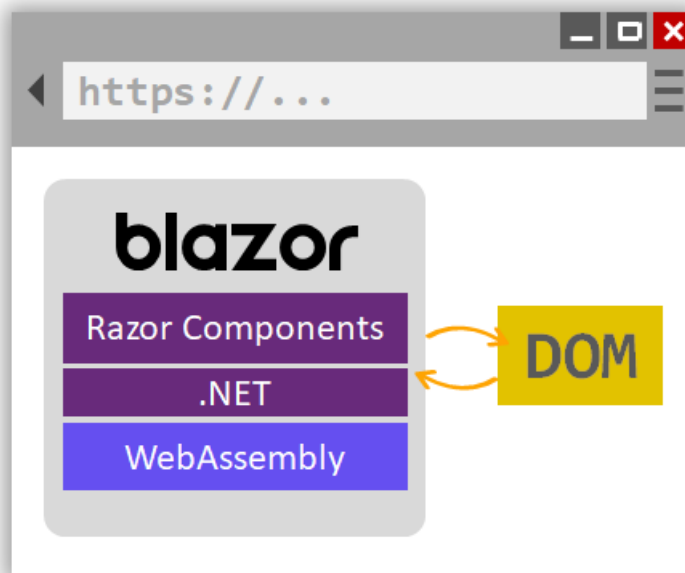 https://...
blazor
Razor Components
.NET
WebAssembly
DOM